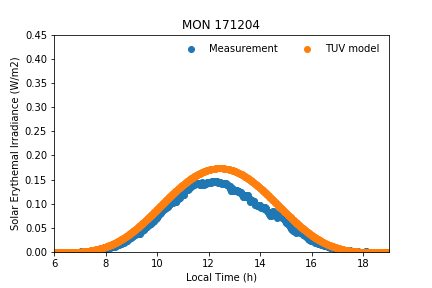 MON 171204
Measurement TUV model
Solar Erythemal Irradiance (W/m2)
0.45
0.40
0.35
0.30
0.25
0.20
0.15
0.10
0.05
0.00
6 8 10 12 14 16 18
Local Time (h)